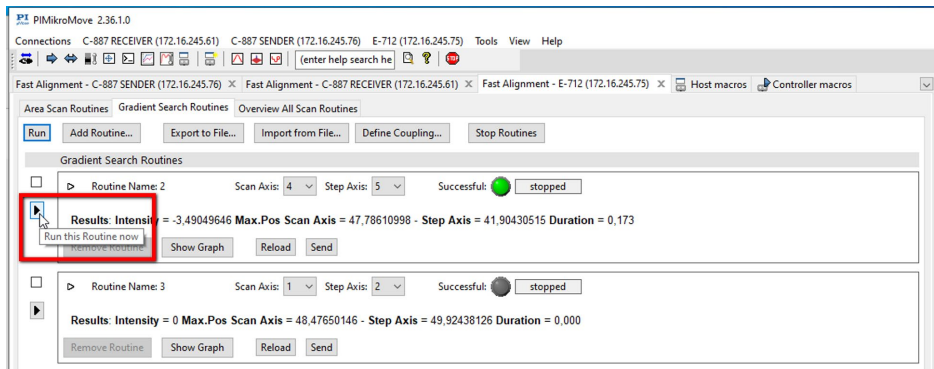 PI PIMikroMove 2.36.1.0
Connections C-887 RECEIVER (172.16.245.61) C-887 SENDER (172.16.245.76) E-712 (172.16.245.75) Tools View Help
(enter help search he
Fast Alignment - C-887 SENDER (172.16.245.76) X Fast Alignment - C-887 RECEIVER (172.16.245.61) X Fast Alignment - E-712 (172.16.245.75) X Host macros Controller macros
Area Scan Routines Gradient Search Routines Overview All Scan Routines
Run Add Routine... Export to File... Import from File... Define Coupling... Stop Routines
Gradient Search Routines
Routine Name: 2 Scan Axis: 4 Step Axis: 5 Successful: stopped
Results: Intensity = -3,49049646 Max.Pos Scan Axis = 47,78610998 - Step Axis = 41,90430515 Duration = 0,173
Run this Routine now
Remove Routine Show Graph Reload Send
Routine Name: 3 Scan Axis: 1 Step Axis: 2 Successful: stopped
Results: Intensity = 0 Max.Pos Scan Axis = 48,47650146 - Step Axis = 49,92438126 Duration = 0,000
Remove Routine Show Graph Reload Send